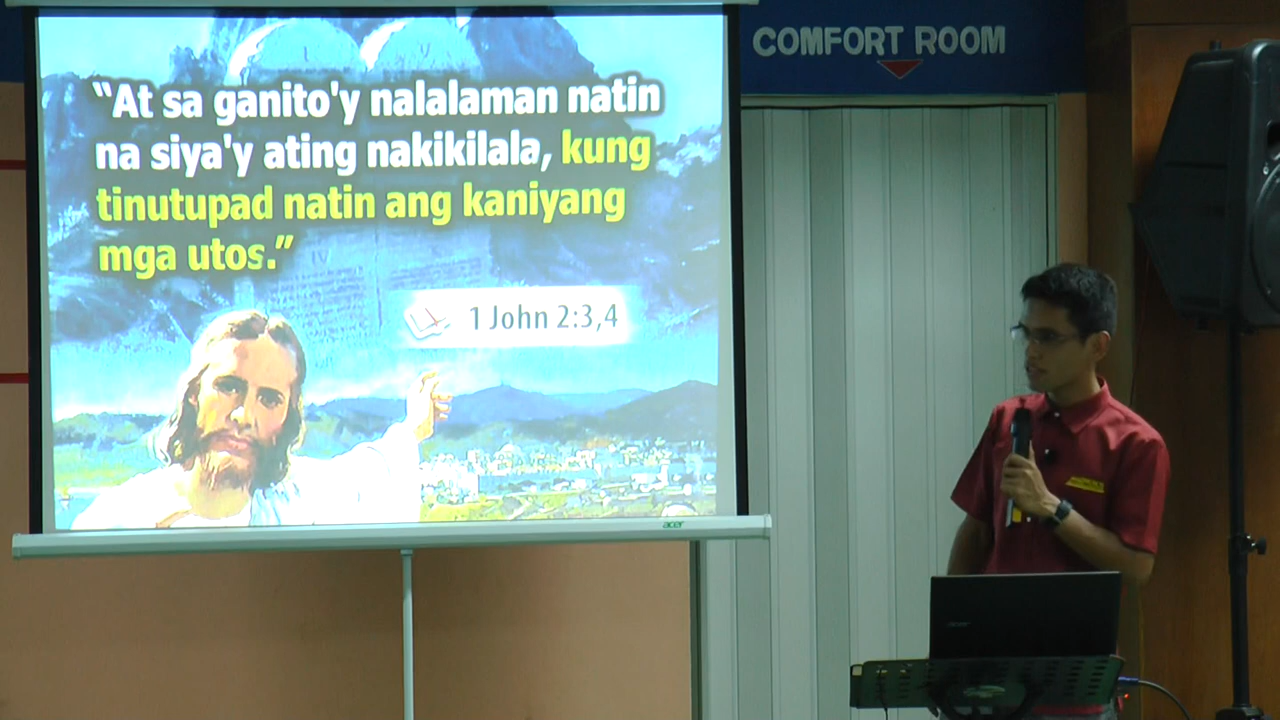 COMFORT ROOM
“At sa ganito'y nalalaman natin
na siya'y ating nakikilala, kung
tinutupad natin ang kaniyang
mga utos.”
1 John 2:3,4
acer
acer